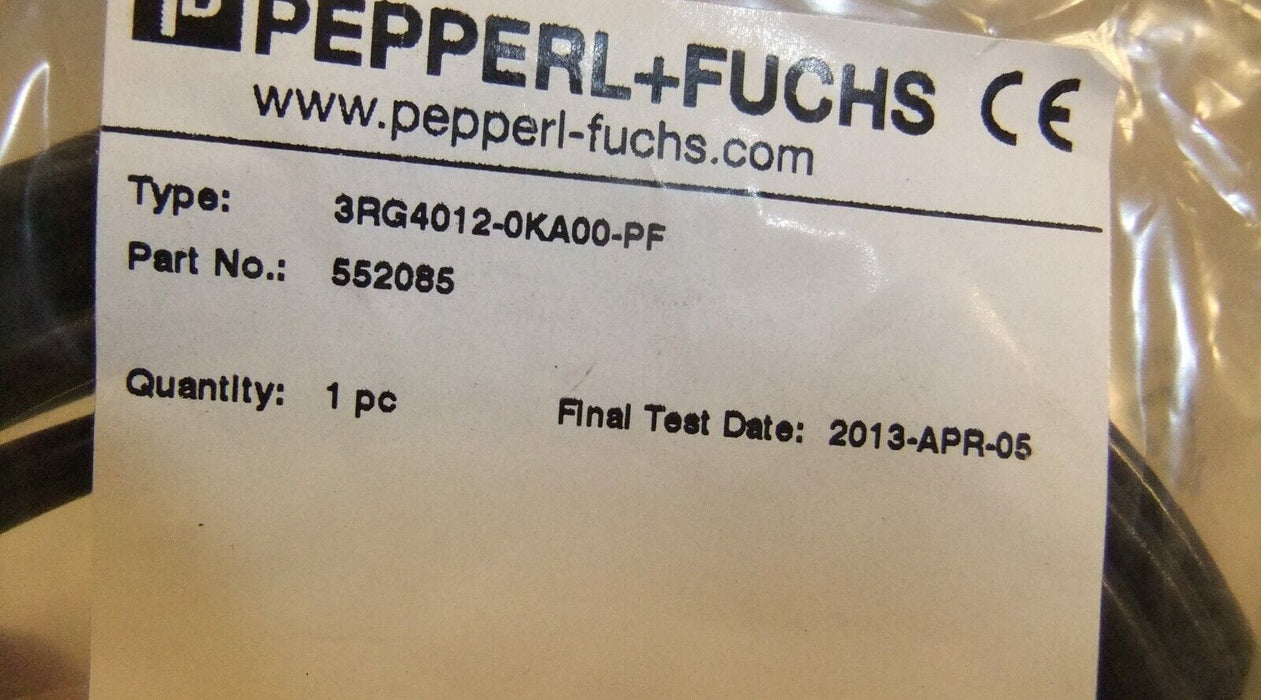 PEPPERL+FUCHS CE
www.pepperl-fuchs.com
Type: 3RG4012-0KA00-PF
Part No.: 552085
Quantity: 1 pc
Final Test Date: 2013-APR-05